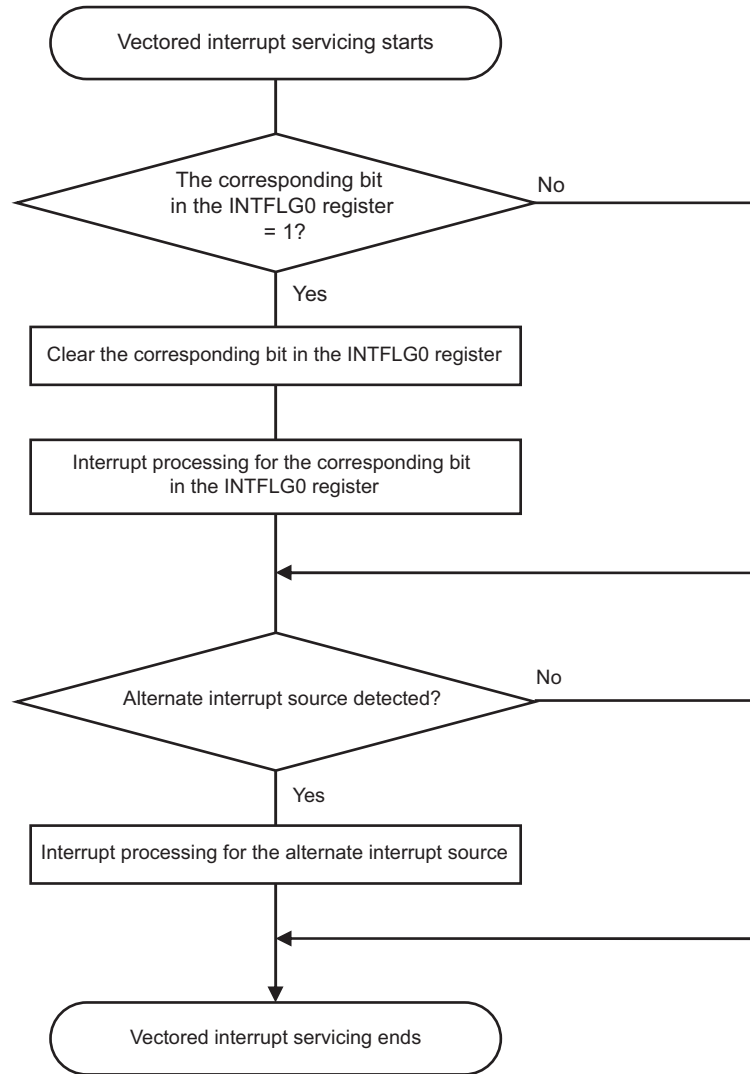 Vectored interrupt servicing starts
The corresponding bit
in the INTFLG0 register
= 1?
No
Yes
Clear the corresponding bit in the INTFLG0 register
Interrupt processing for the corresponding bit
in the INTFLG0 register
Alternate interrupt source detected?
No
Yes
Interrupt processing for the alternate interrupt source
Vectored interrupt servicing ends